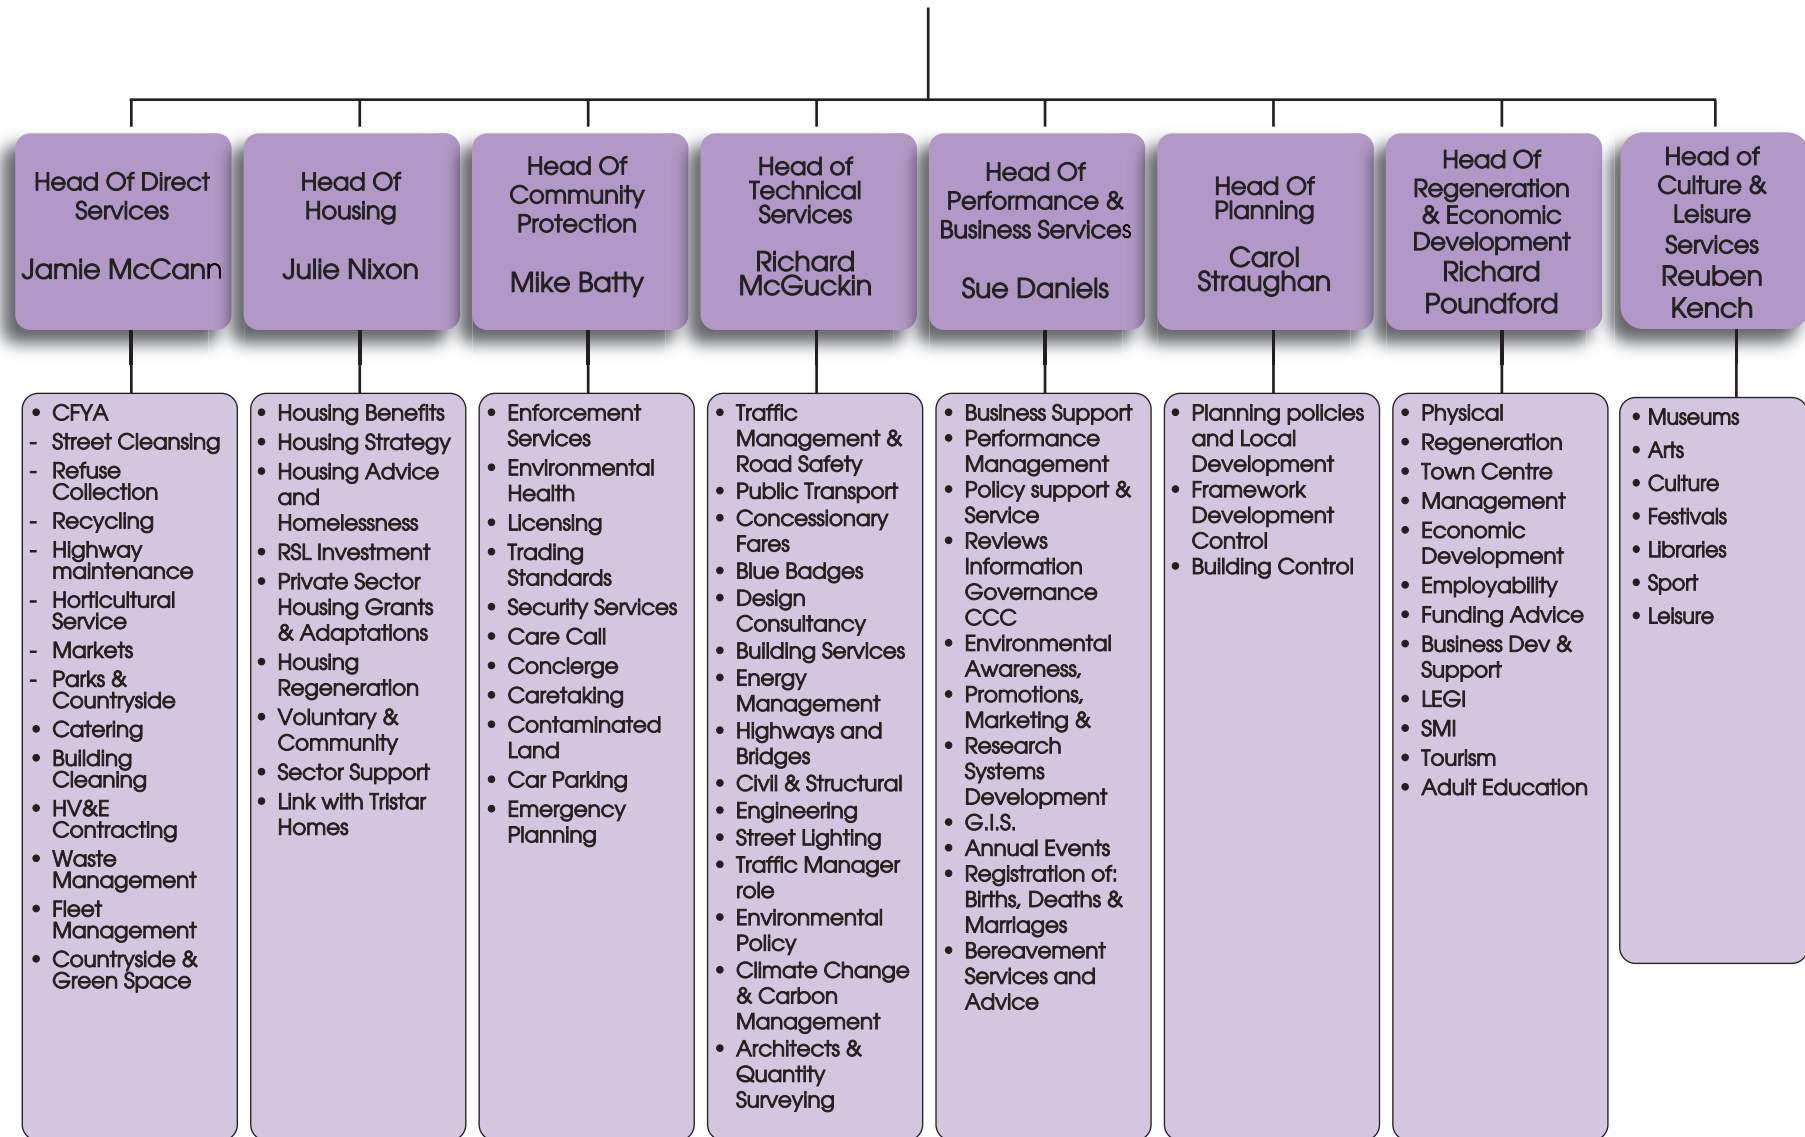 Head Of Direct
Services
Jamie McCann
Head Of
Housing
Julie Nixon
Head Of
Community
Protection
Mike Batty
Head of
Technical
Services
Richard
McGuckin
Head Of
Performance &
Business Services
Sue Daniels
Head Of
Planning
Carol
Straughan
Head Of
Regeneration
& Economic
Development
Richard
Poundford
Head of
Culture &
Leisure
Services
Reuben
Kench
• CFYA
- Street Cleansing
- Refuse
Collection
- Recycling
- Highway
maintenance
- Horticultural
Service
- Markets
- Parks &
Countryside
• Catering
• Building
Cleaning
• HV&E
Contracting
• Waste
Management
• Fleet
Management
• Countryside &
Green Space
• Housing Benefits
• Housing Strategy
• Housing Advice
and
Homelessness
• RSL Investment
• Private Sector
Housing Grants
& Adaptations
• Housing
Regeneration
• Voluntary &
Community
• Sector Support
• Link with Tristar
Homes
• Enforcement
Services
• Environmental
Health
• Licensing
• Trading
Standards
• Security Services
• Care Call
• Concierge
• Caretaking
• Contaminated
Land
• Car Parking
• Emergency
Planning
• Traffic
Management &
Road Safety
• Public Transport
• Concessionary
Fares
• Blue Badges
• Design
Consultancy
• Building Services
• Energy
Management
• Highways and
Bridges
• Civil & Structural
• Engineering
• Street Lighting
• Traffic Manager
role
• Environmental
Policy
• Climate Change
& Carbon
Management
• Architects &
Quantity
Surveying
• Business Support
• Performance
Management
• Policy support &
Service
• Reviews
Information
Governance
CCC
• Environmental
Awareness,
• Promotions,
Marketing &
• Research
Systems
Development
• G.I.S.
• Annual Events
• Registration of:
Births, Deaths &
Marriages
• Bereavement
Services and
Advice
• Planning policies
and Local
Development
• Framework
Development
Control
• Building Control
• Physical
• Regeneration
• Town Centre
• Management
• Economic
Development
• Employability
• Funding Advice
• Business Dev &
Support
• LEGI
• SMI
• Tourism
• Adult Education
• Museums
• Arts
• Culture
• Festivals
• Libraries
• Sport
• Leisure